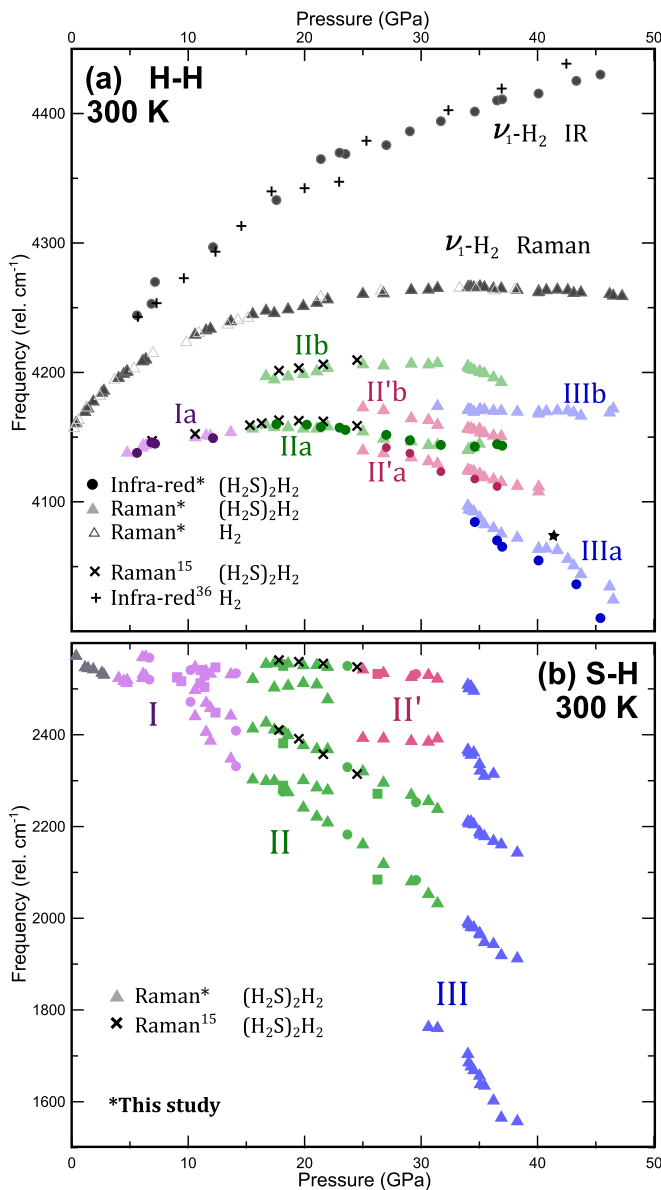 Pressure (GPa)
0 10 20 30 40 50
(a) H-H
300 K
4400
4300
4200
4100
Frequency (rel. cm⁻¹)
ν₁-H₂ IR
ν₁-H₂ Raman
IIb
Ia
IIa
II'b
II'a
IIIb
IIIa
Infra-red* (H₂S)₂H₂
Raman* (H₂S)₂H₂
Raman* H₂
Raman¹⁵ (H₂S)₂H₂
Infra-red³⁶ H₂
(b) S-H
300 K
2400
2200
2000
1800
1600
Frequency (rel. cm⁻¹)
I
II'
II
III
Raman* (H₂S)₂H₂
Raman¹⁵ (H₂S)₂H₂
*This study
0 10 20 30 40 50
Pressure (GPa)